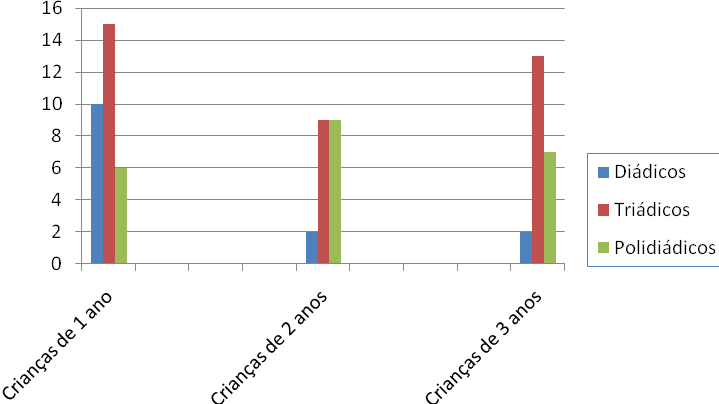 16
14
12
10
8
6
4
2
0
Crianças de 1 ano
Crianças de 2 anos
Crianças de 3 anos
Diádicos
Triádicos
Polidiádicos